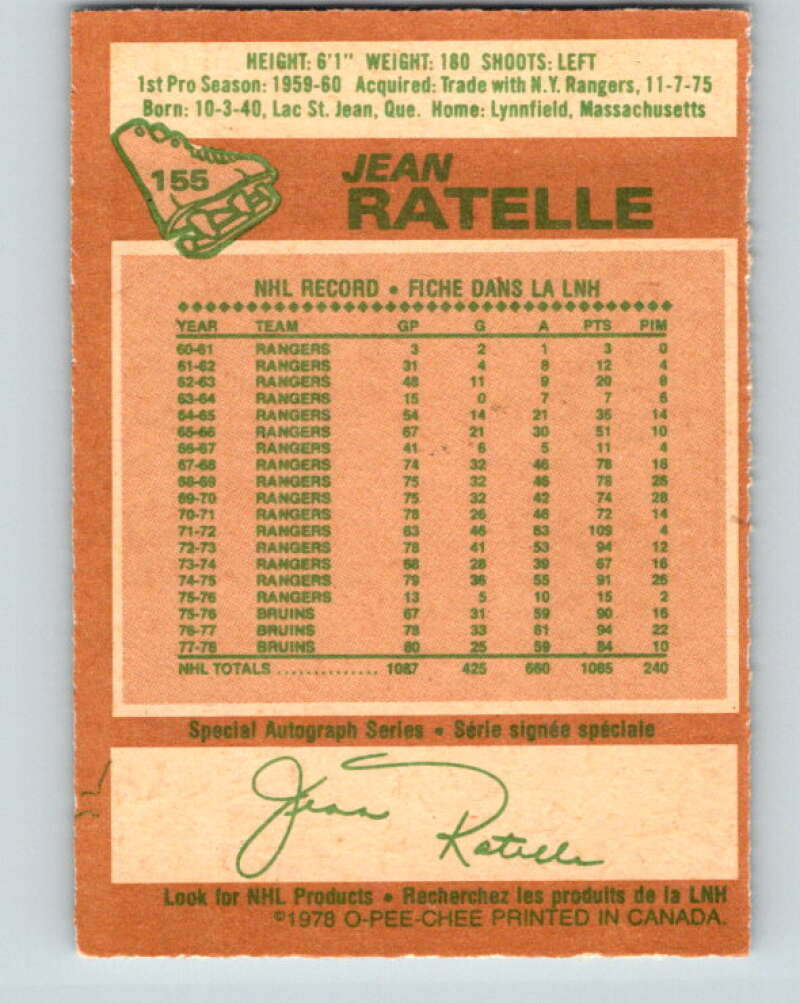 HEIGHT: 6'1" WEIGHT: 180 SHOOTS: LEFT
1st Pro Season: 1959-60 Acquired: Trade with N.Y. Rangers, 11-7-75
Born: 10-3-40, Lac St. Jean, Que. Home: Lynnfield, Massachusetts
155
JEAN
RATELLE
NHL RECORD • FICHE DANS LA LNH
YEAR TEAM GP G A PTS PIM
60-61 RANGERS 3 2 1 3 0
61-62 RANGERS 31 4 8 12 4
62-63 RANGERS 48 11 9 20 8
63-64 RANGERS 15 0 7 7 6
64-65 RANGERS 54 14 21 35 14
65-66 RANGERS 67 21 30 51 10
66-67 RANGERS 41 6 5 11 4
67-68 RANGERS 74 32 46 78 18
68-69 RANGERS 75 32 46 78 26
69-70 RANGERS 75 32 42 74 28
70-71 RANGERS 78 26 46 72 14
71-72 RANGERS 63 46 63 109 4
72-73 RANGERS 78 41 53 94 12
73-74 RANGERS 68 28 39 67 16
74-75 RANGERS 79 36 55 91 26
75-76 RANGERS 13 5 10 15 2
75-76 BRUINS 67 31 59 90 16
76-77 BRUINS 78 33 61 94 22
77-78 BRUINS 80 25 59 84 10
NHL TOTALS .................. 1087 425 660 1085 240
Special Autograph Series • Série signée spéciale
Jean Ratelle
Look for NHL Products • Recherchez les produits de la LNH
©1978 O-PEE-CHEE PRINTED IN CANADA.